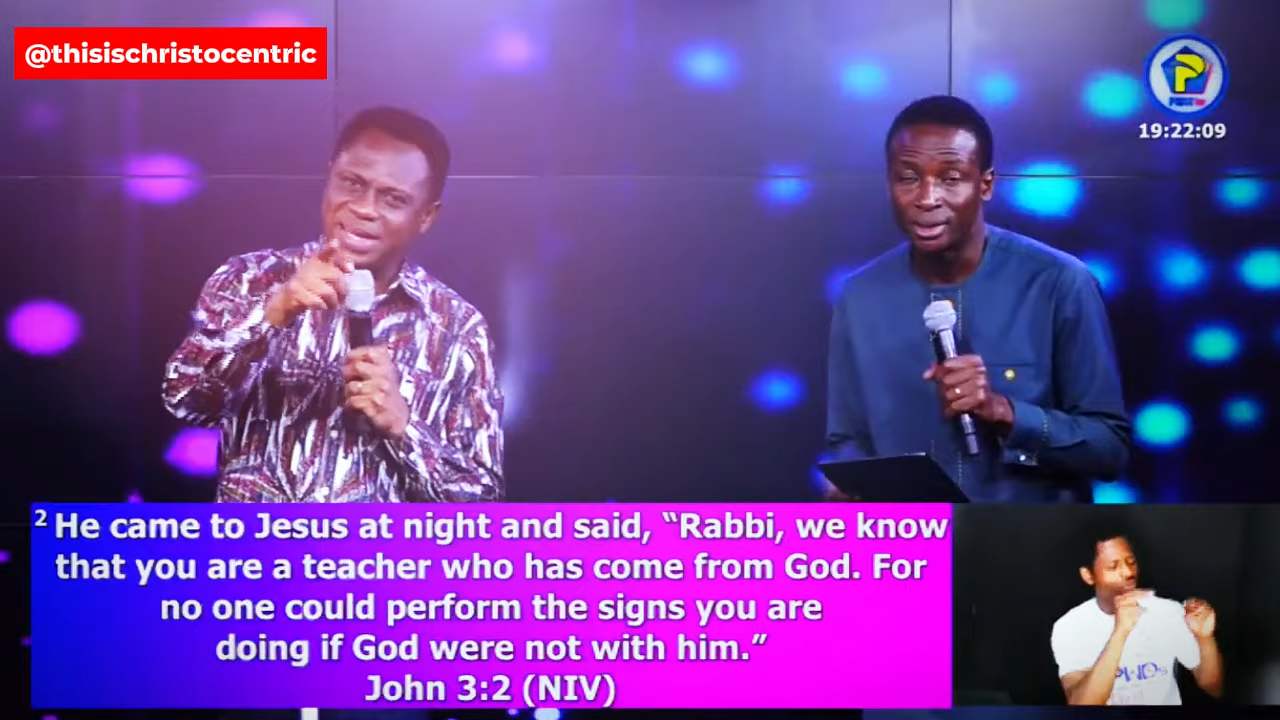 @thisischristocentric
P
19:22:09
2 He came to Jesus at night and said, “Rabbi, we know
that you are a teacher who has come from God. For
no one could perform the signs you are
doing if God were not with him.”
John 3:2 (NIV)